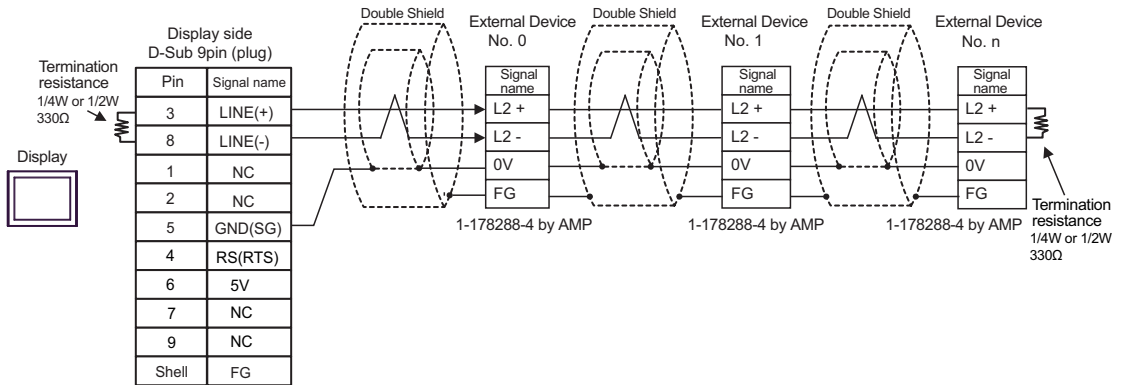 Double Shield
Double Shield
Double Shield
Display side
D-Sub 9pin (plug)
External Device
No. 0
External Device
No. 1
External Device
No. n
Termination
resistance
1/4W or 1/2W
330Ω
Display
Pin Signal name
3 LINE(+)
8 LINE(-)
1 NC
2 NC
5 GND(SG)
4 RS(RTS)
6 5V
7 NC
9 NC
Shell FG
Signal
name
L2 +
L2 -
0V
FG
1-178288-4 by AMP
Signal
name
L2 +
L2 -
0V
FG
1-178288-4 by AMP
Signal
name
L2 +
L2 -
0V
FG
1-178288-4 by AMP
Termination
resistance
1/4W or 1/2W
330Ω